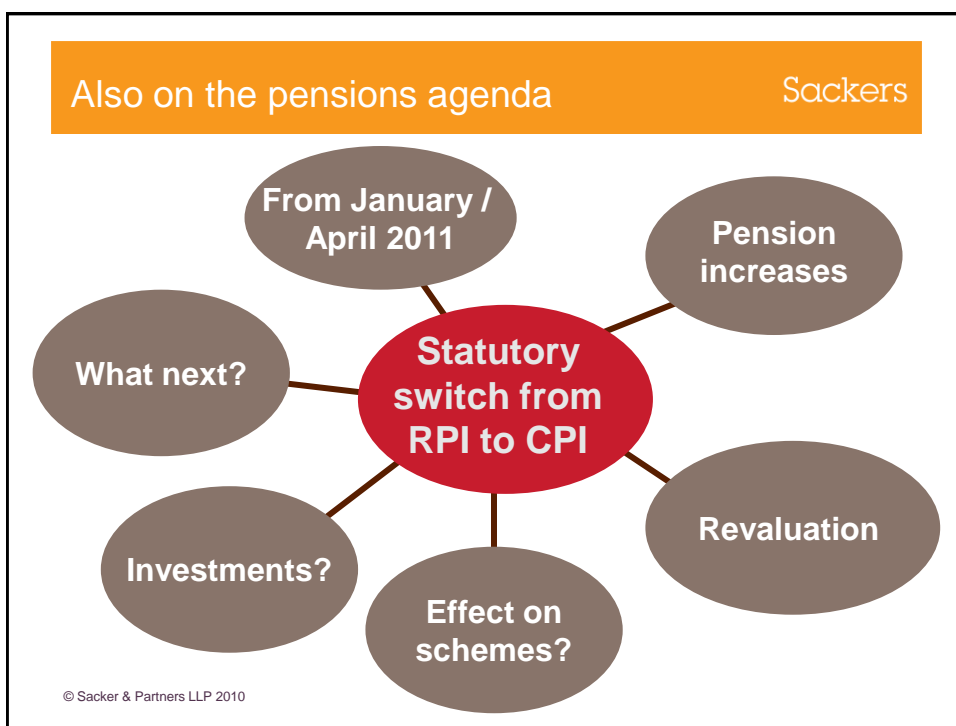 Also on the pensions agenda
Sackers
From January /
April 2011
Pension
increases
What next?
Statutory
switch from
RPI to CPI
Revaluation
Investments?
Effect on
schemes?
© Sacker & Partners LLP 2010